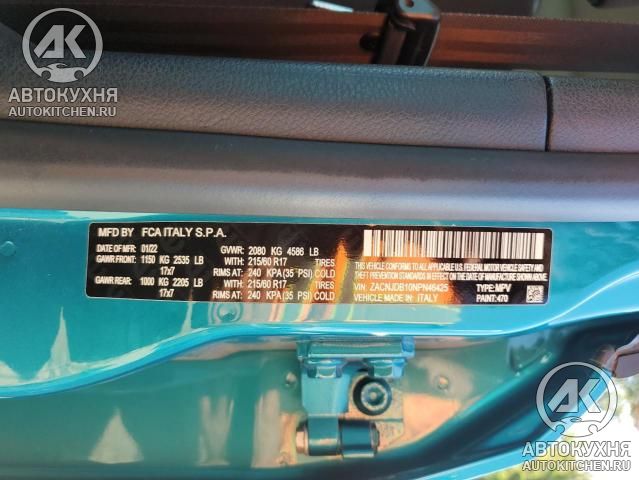 АК
АВТОКУХНЯ
AUTOKITCHEN.RU
MFD BY FCA ITALY S.P.A.
DATE OF MFR: 01/22 GVWR: 2080 KG 4586 LB
GAWR FRONT: 1150 KG 2535 LB WITH 215/60 R17 TIRES
17x7 RIMS AT: 240 KPA(35 PSI) COLD
GAWR REAR: 1000 KG 2205 LB WITH 215/60 R17 TIRES
17x7 RIMS AT: 240 KPA(35 PSI) COLD
THIS VEHICLE CONFORMS TO ALL APPLICABLE
FEDERAL MOTOR VEHICLE SAFETY, BUMPER, AND
THEFT PREVENTION STANDARDS IN EFFECT ON THE
DATE OF MANUFACTURE SHOWN ABOVE.
VIN: ZACNJDB10NPN46425 TYPE: MPV
VEHICLE MADE IN ITALY PAINT: 470
АК
АВТОКУХНЯ
AUTOKITCHEN.RU